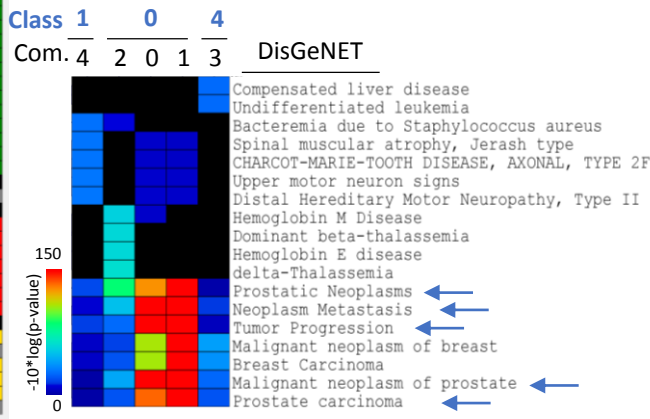 Class 1 0 4
Com. 4 2 0 1 3 DisGeNET
Compensated liver disease
Undifferentiated leukemia
Bacteremia due to Staphylococcus aureus
Spinal muscular atrophy, Jerash type
CHARCOT-MARIE-TOOTH DISEASE, AXONAL, TYPE 2F
Upper motor neuron signs
Distal Hereditary Motor Neuropathy, Type II
Hemoglobin M Disease
Dominant beta-thalassemia
Hemoglobin E disease
delta-Thalassemia
Prostatic Neoplasms
Neoplasm Metastasis
Tumor Progression
Malignant neoplasm of breast
Breast Carcinoma
Malignant neoplasm of prostate
Prostate carcinoma
150
-10*log(p-value)
0